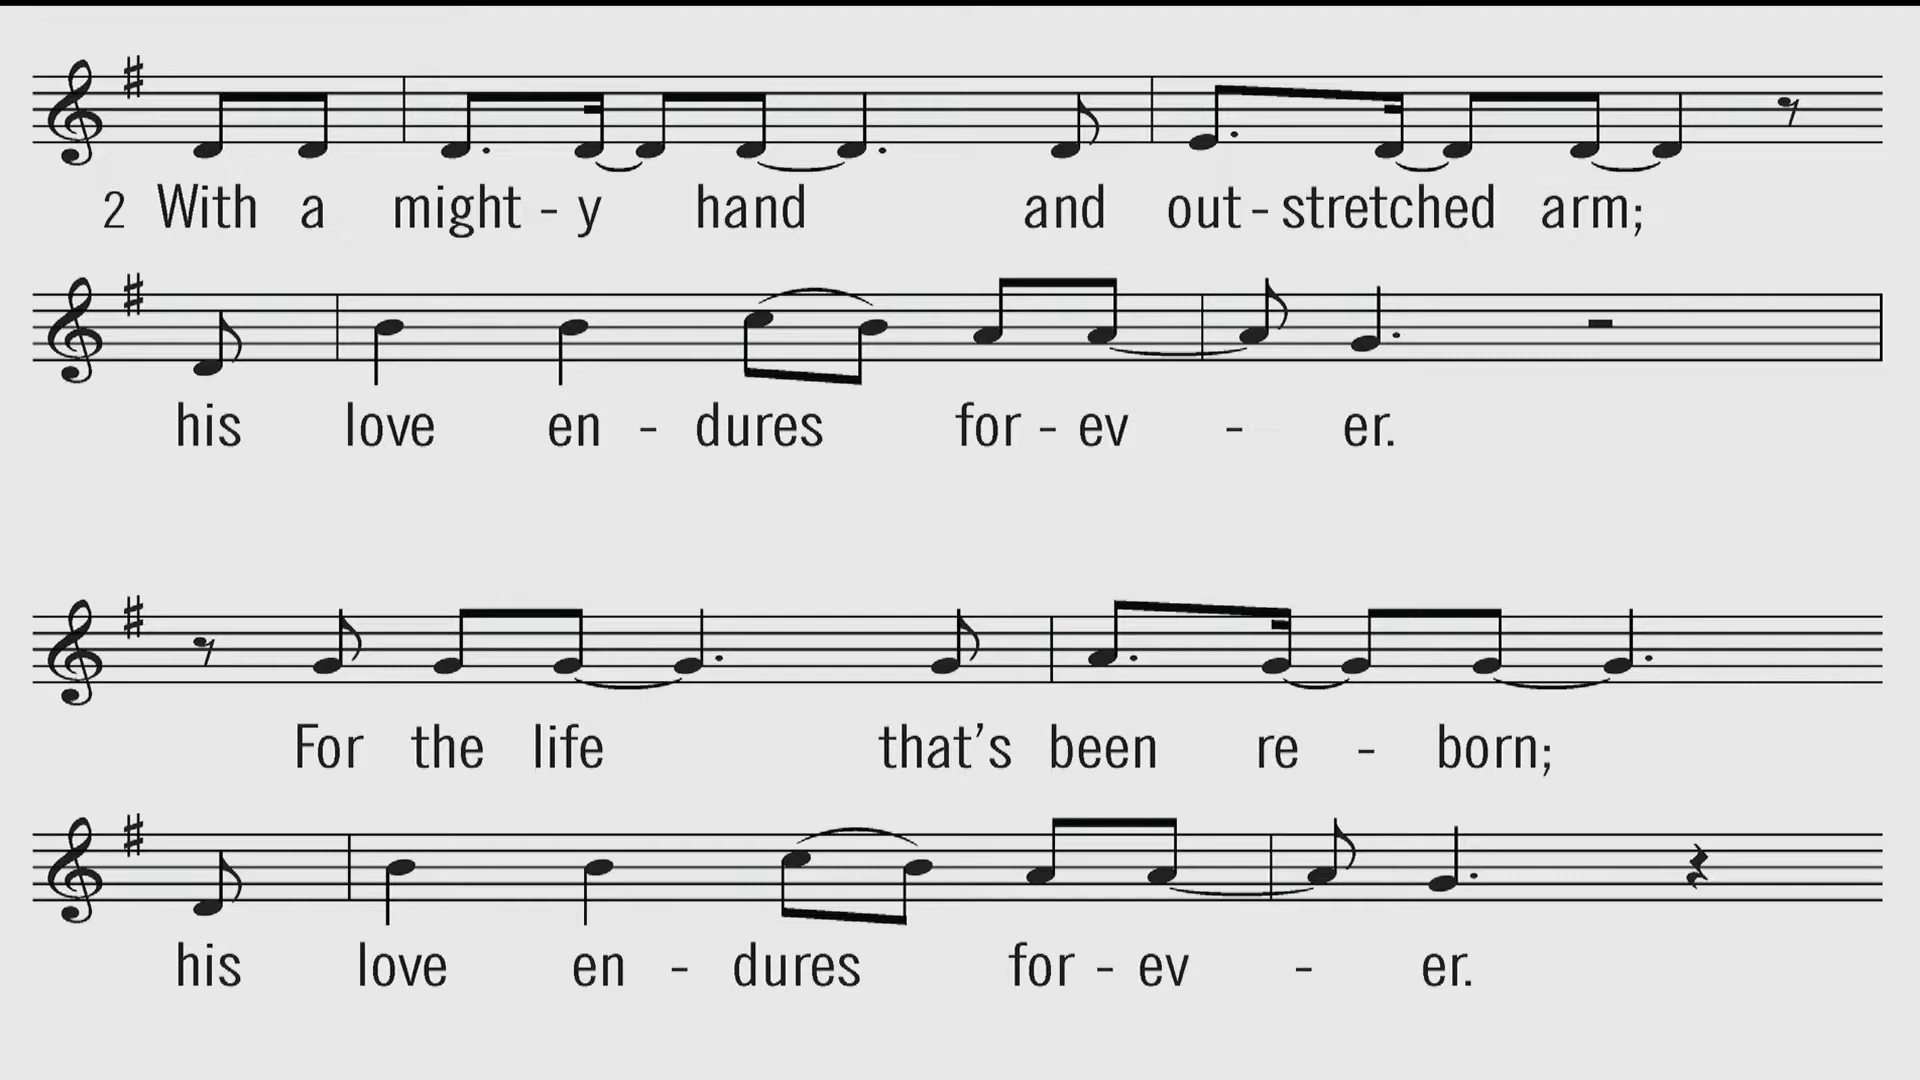 2 With a might - y hand and out - stretched arm;
his love en - dures for - ev - er.
For the life that's been re - born;
his love en - dures for - ev - er.